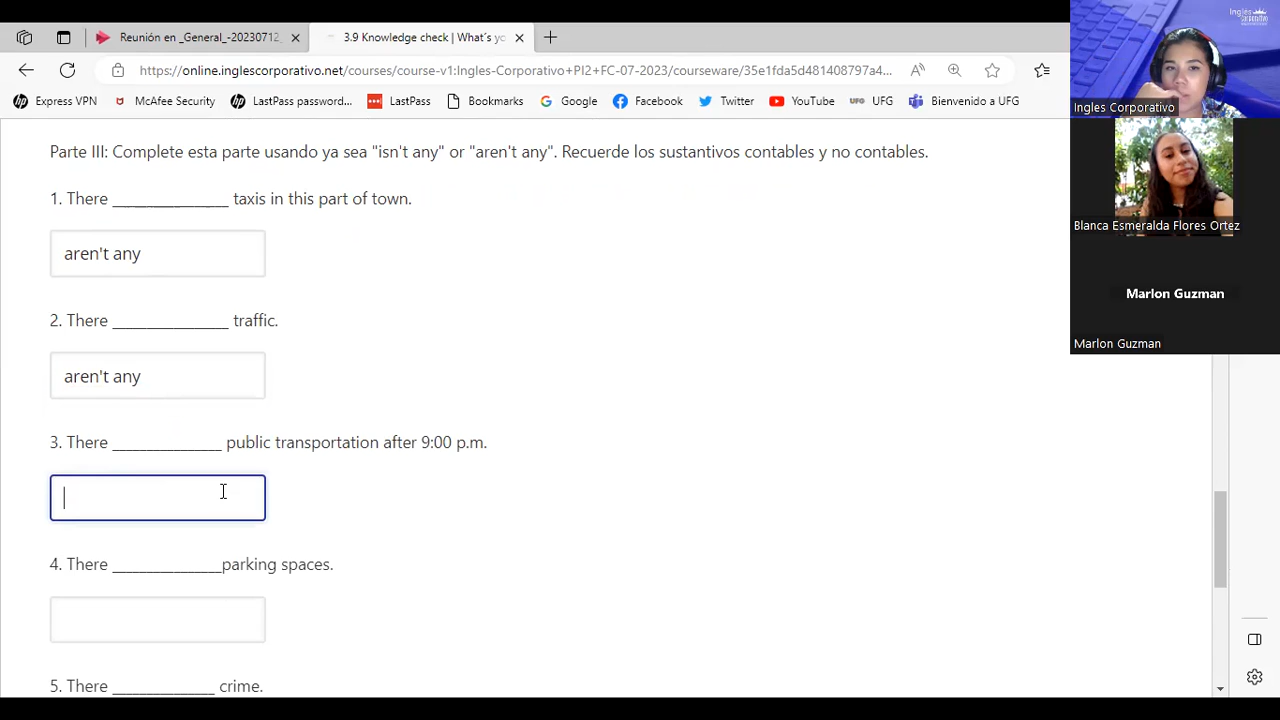 Reunión en _General_-20230712_
3.9 Knowledge check | What´s yo
https://online.inglescorporativo.net/courses/course-v1:Ingles-Corporativo+PI2+FC-07-2023/courseware/35e1fda5d481408797a4...
Express VPN
McAfee Security
LastPass password...
LastPass
Bookmarks
Google
Facebook
Twitter
YouTube
UFG
Bienvenido a UFG
Parte III: Complete esta parte usando ya sea "isn't any" or "aren't any". Recuerde los sustantivos contables y no contables.
1. There _______________ taxis in this part of town.
aren't any
2. There _______________ traffic.
aren't any
3. There ______________ public transportation after 9:00 p.m.
4. There ______________parking spaces.
5. There _____________ crime.
Inglés
corporativo
Ingles Corporativo
Blanca Esmeralda Flores Ortez
Marlon Guzman
Marlon Guzman